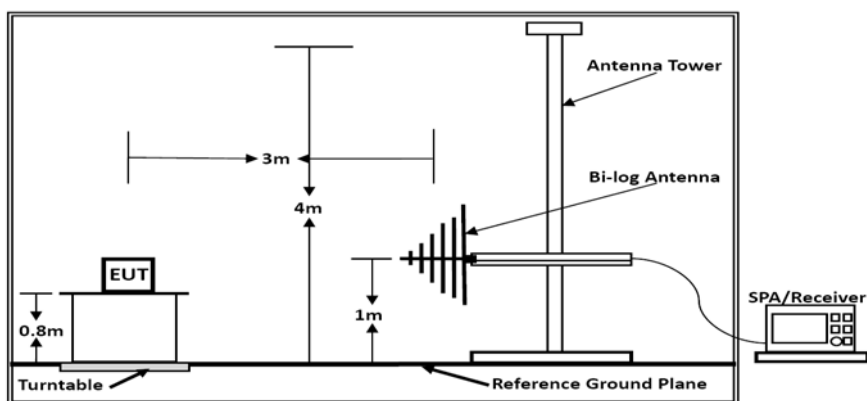 Antenna Tower
3m
Bi-log Antenna
4m
EUT
SPA/Receiver
0.8m
1m
Turntable
Reference Ground Plane